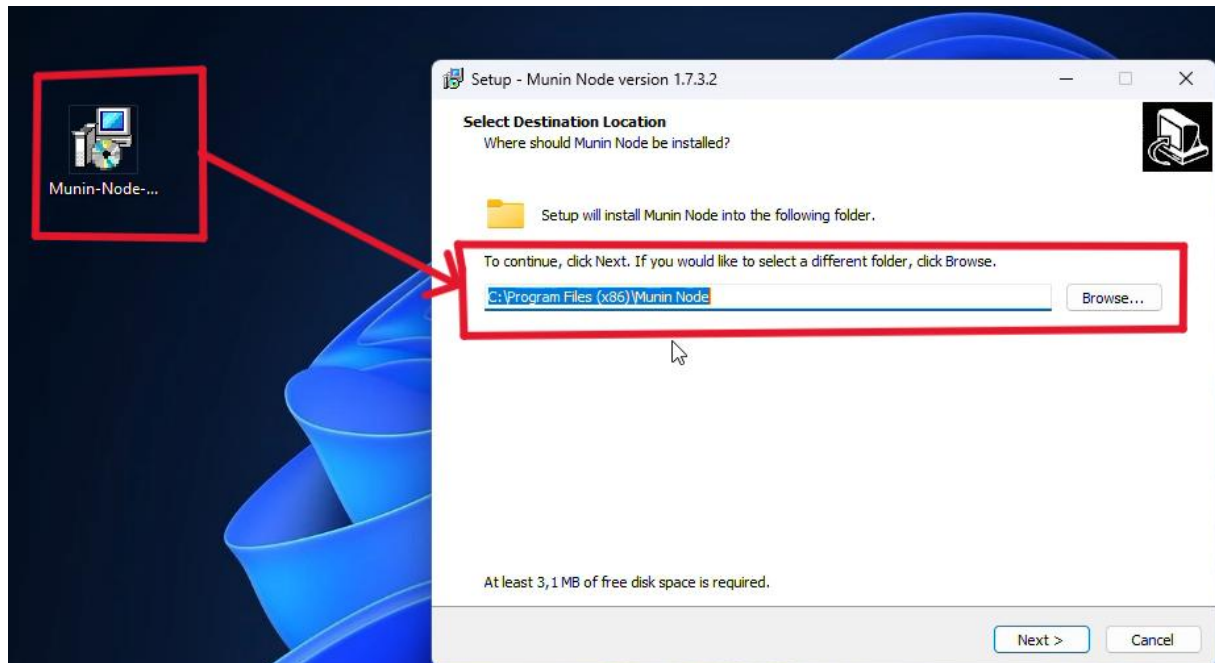 Munin-Node-...
Setup - Munin Node version 1.7.3.2
Select Destination Location
Where should Munin Node be installed?
Setup will install Munin Node into the following folder.
To continue, click Next. If you would like to select a different folder, click Browse.
C:\Program Files (x86)\Munin Node
Browse...
At least 3,1 MB of free disk space is required.
Next >
Cancel